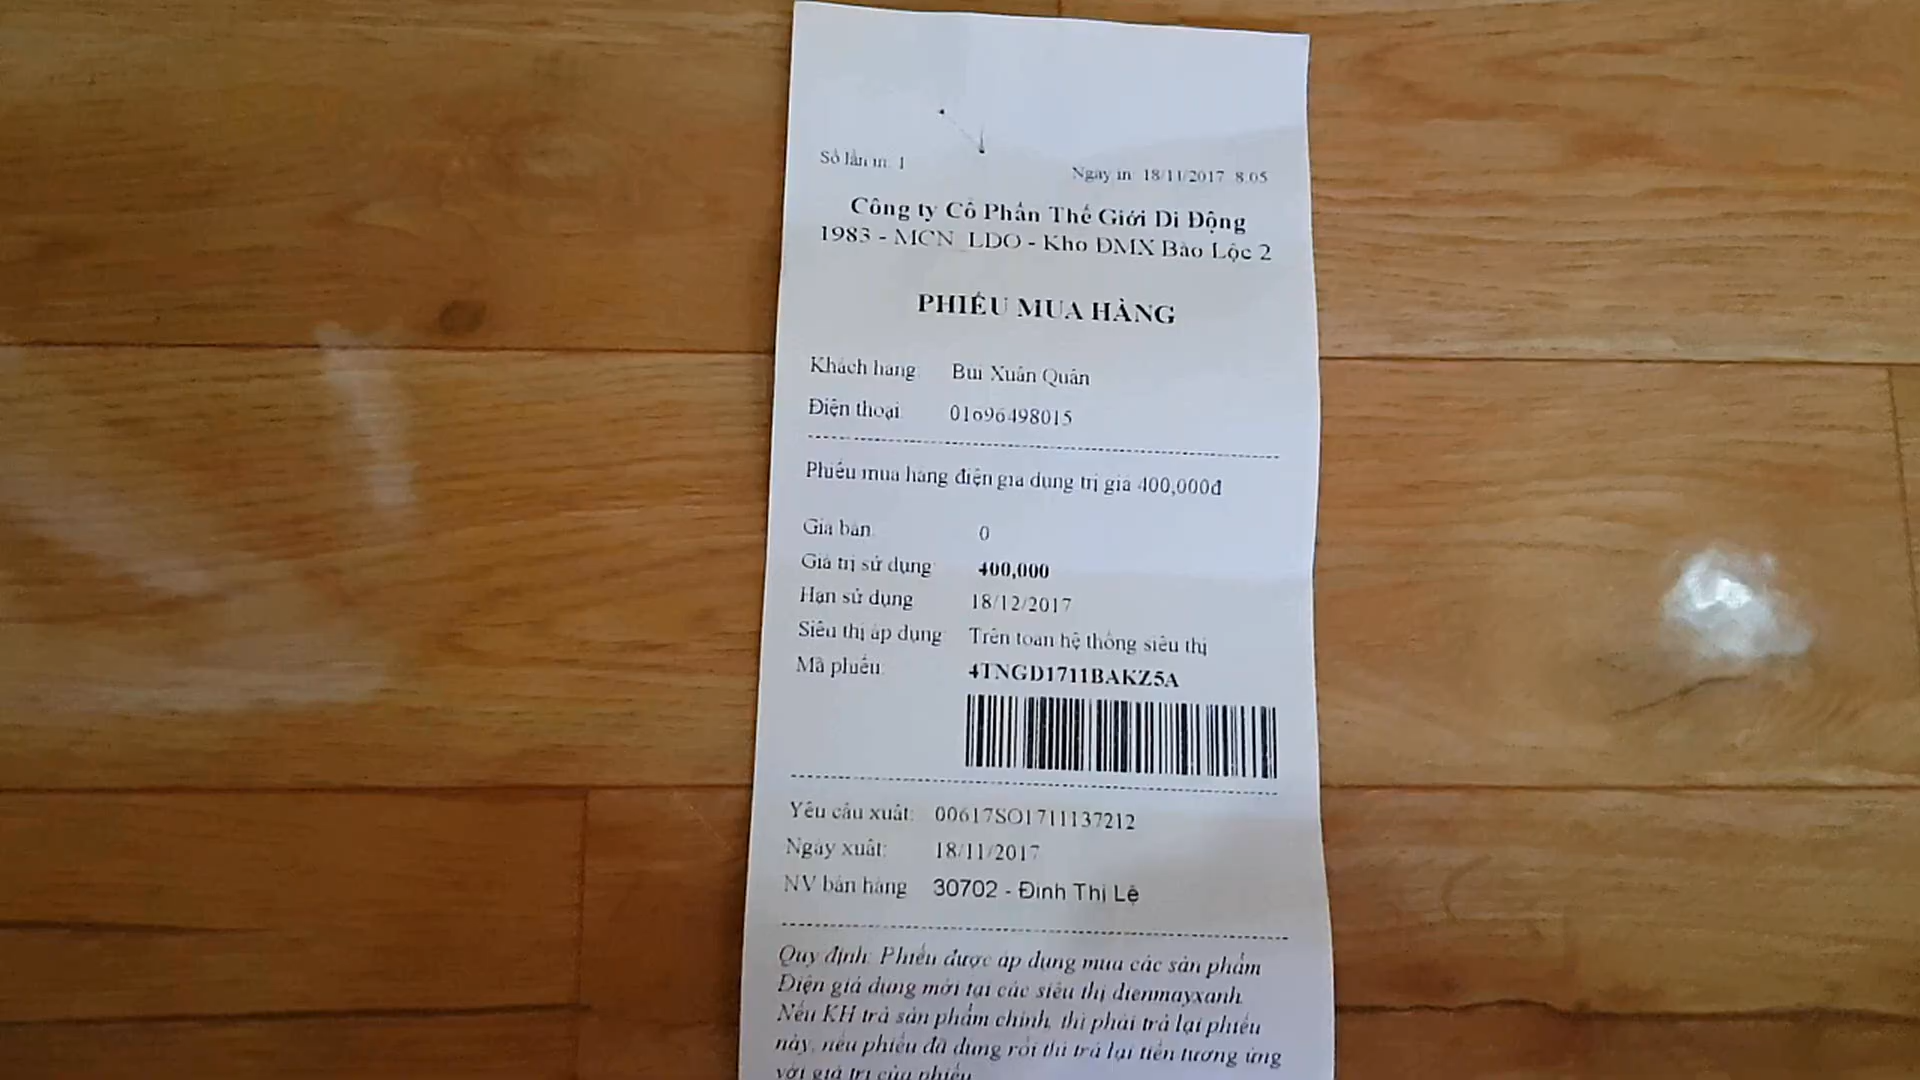 Số lần in: 1
Ngày in: 18/11/2017 8:05
Công ty Cổ Phần Thế Giới Di Động
1983 - MCN_LDO - Kho ĐMX Bảo Lộc 2
PHIẾU MUA HÀNG
Khách hàng: Bùi Xuân Quân
Điện thoại: 01696498015
Phiếu mua hàng điện gia dụng trị giá 400,000đ
Giá bán: 0
Giá trị sử dụng: 400,000
Hạn sử dụng: 18/12/2017
Siêu thị áp dụng: Trên toàn hệ thống siêu thị
Mã phiếu: 4TNGD1711BAKZ5A
Yêu cầu xuất: 00617SO1711137212
Ngày xuất: 18/11/2017
NV bán hàng: 30702 - Đinh Thị Lệ
Quy định: Phiếu được áp dụng mua các sản phẩm
Điện giá dụng mới tại các siêu thị dienmayxanh.
Nếu KH trả sản phẩm chính, thì phải trả lại phiếu
này, nếu phiếu đã dùng rồi thì trả lại tiền tương ứng
với giá trị của phiếu